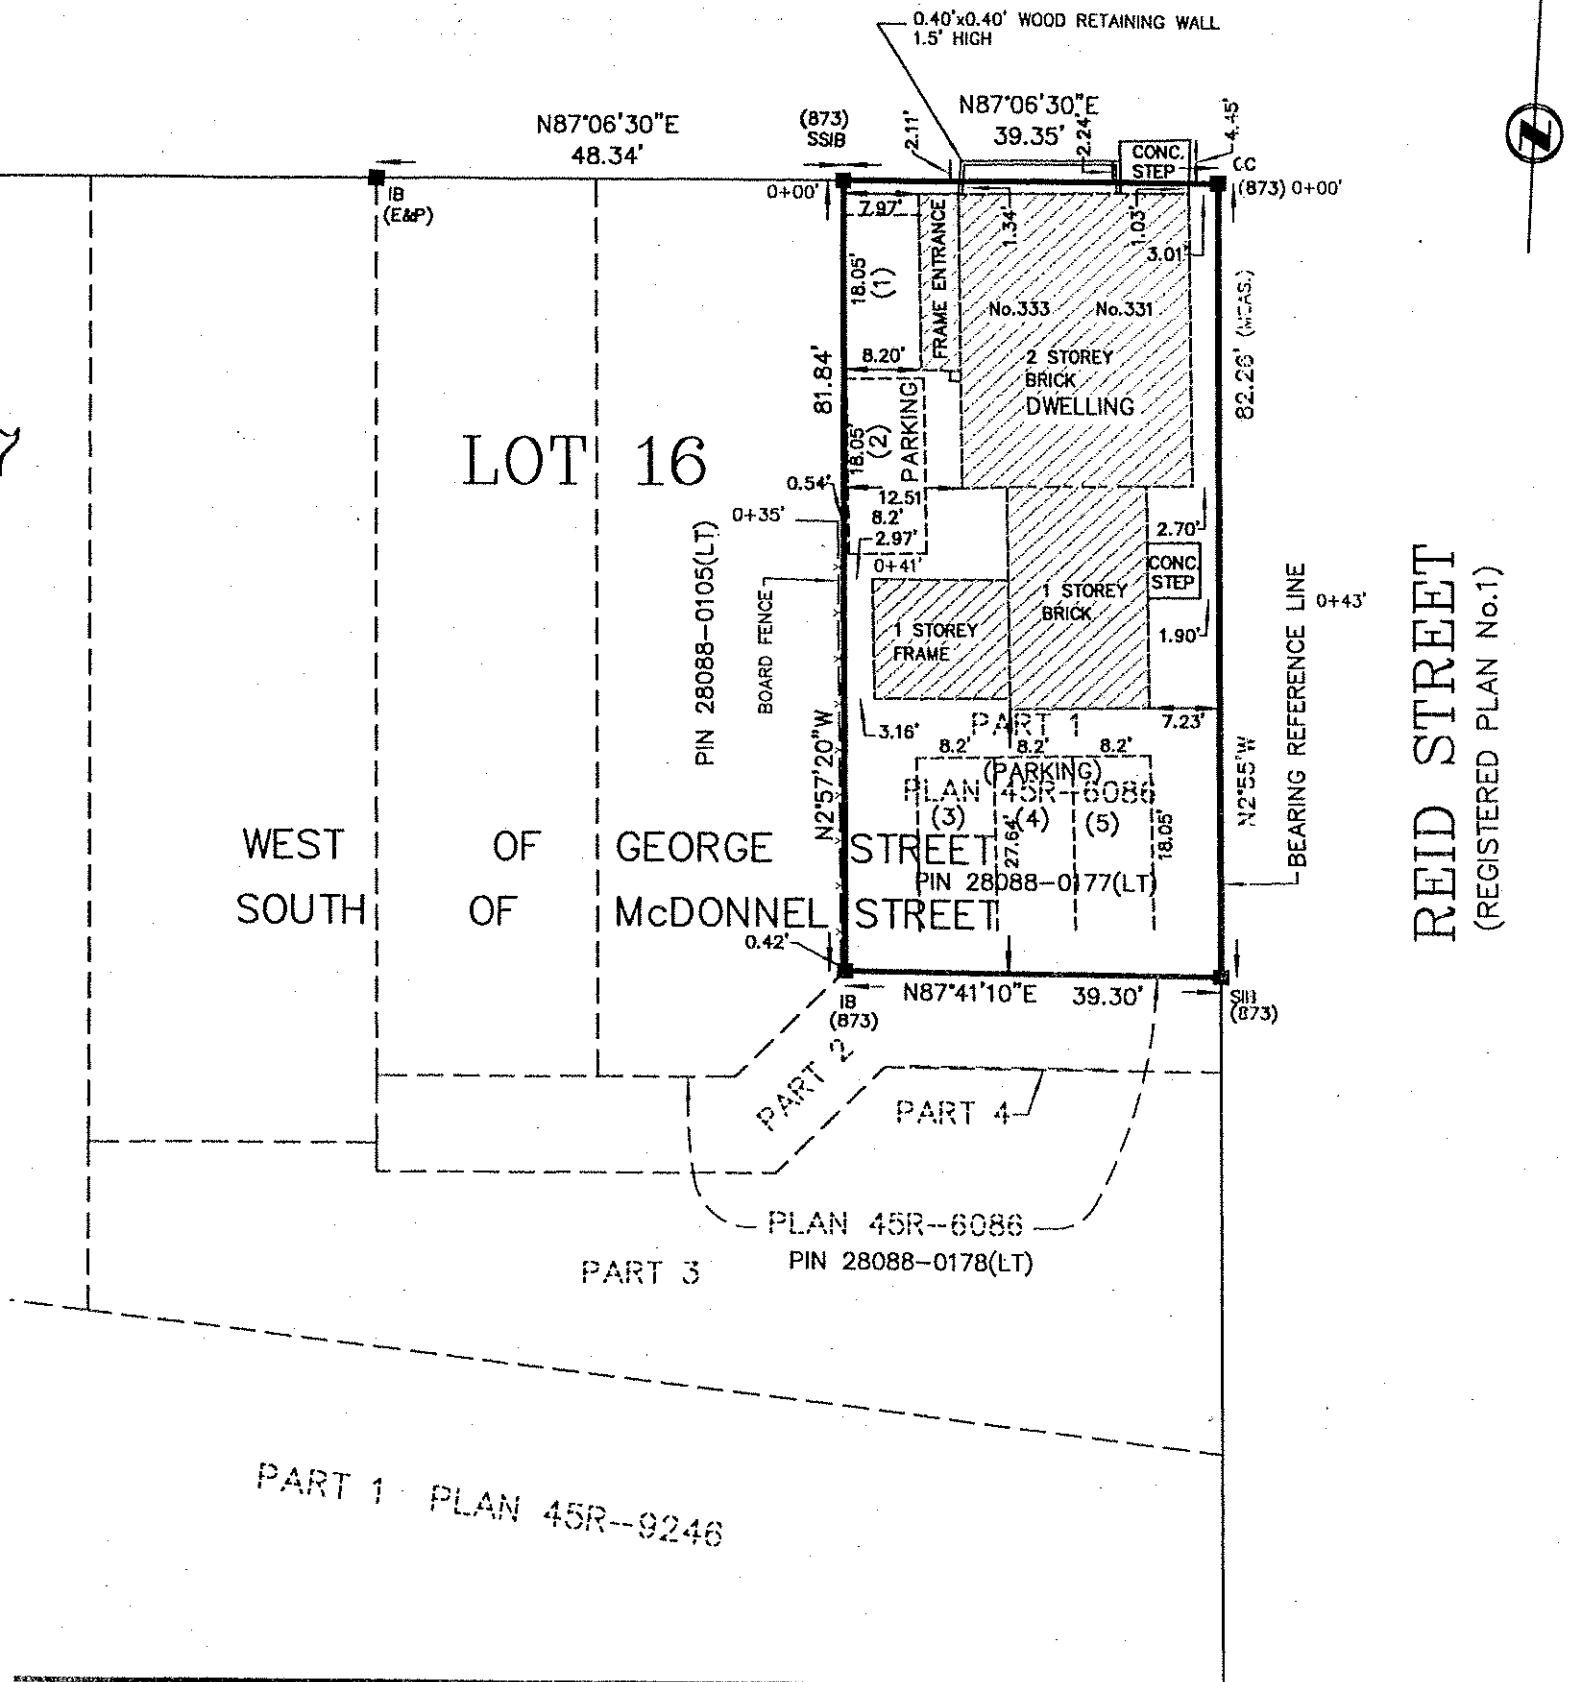 0.40'x0.40' WOOD RETAINING WALL
1.5' HIGH
N87°06'30"E
48.34'
(873)
SSIB
2.11'
N87°06'30"E
39.35'
2.24'
4.45'
CONC.
STEP
CC
(873) 0+00'
IB
(E&P)
0+00'
7.97'
1.34'
1.03'
3.01'
18.05'
(1)
FRAME ENTRANCE
No.333
No.331
82.26' (MEAS.)
8.20'
2 STOREY
BRICK
DWELLING
81.84'
PARKING
18.05'
(2)
LOT 16
7
0.54'
12.51'
8.2'
0+35'
2.97'
0+41'
2.70'
CONC.
STEP
1 STOREY
BRICK
1.90'
1 STOREY
FRAME
PIN 28088-0105(LT)
BOARD FENCE
BEARING REFERENCE LINE
0+43'
REID STREET
(REGISTERED PLAN No.1)
3.16'
PART 1
7.23'
8.2'
8.2'
8.2'
(PARKING)
PLAN 45R-6086
(3)
(4)
(5)
27.64'
18.05'
N2°57'20"W
N2°55'W
WEST OF GEORGE STREET
PIN 28088-0177(LT)
SOUTH OF McDONNEL STREET
0.42'
IB
(873)
N87°41'10"E
39.30'
SIB
(873)
PART 2
PART 4
PLAN 45R-6086
PIN 28088-0178(LT)
PART 3
PART 1 PLAN 45R-9246